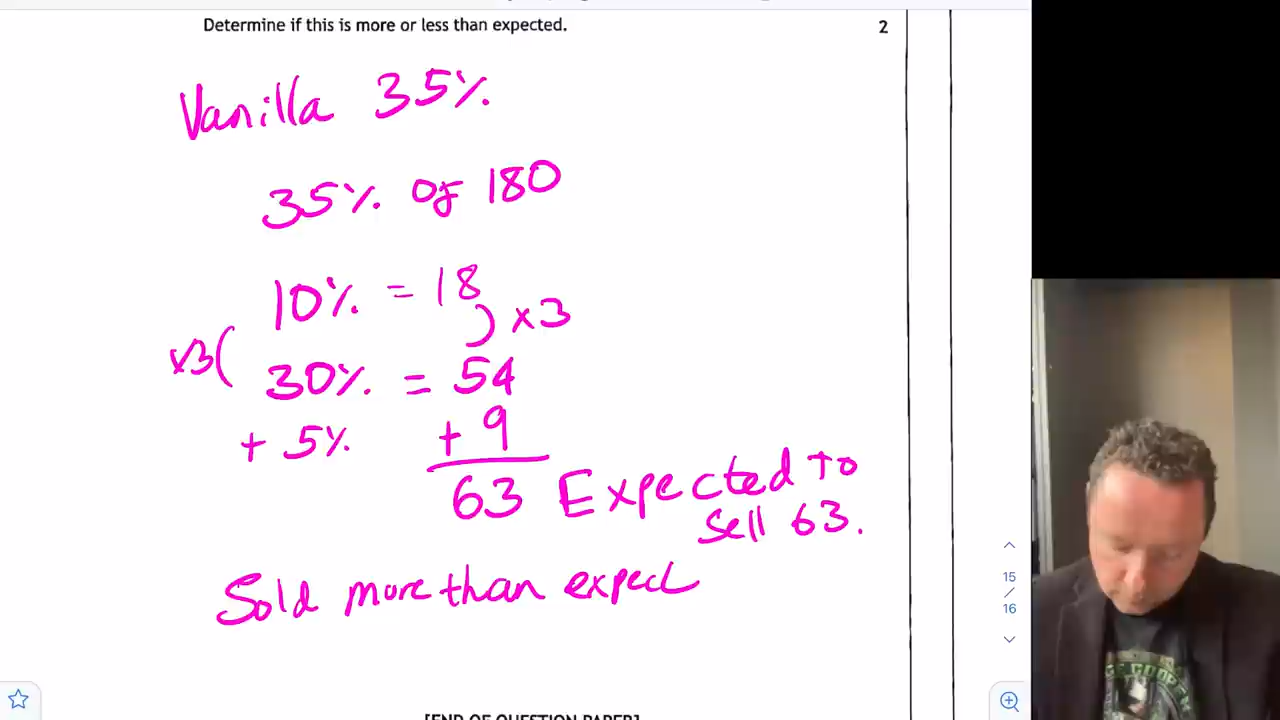 Determine if this is more or less than expected.
2
Vanilla 35%
35% of 180
10% = 18
x3 ( ) x3
30% = 54
+ 5% + 9
63 Expected to
sell 63.
Sold more than expect
15
/
16
[END OF QUESTION PAPER]